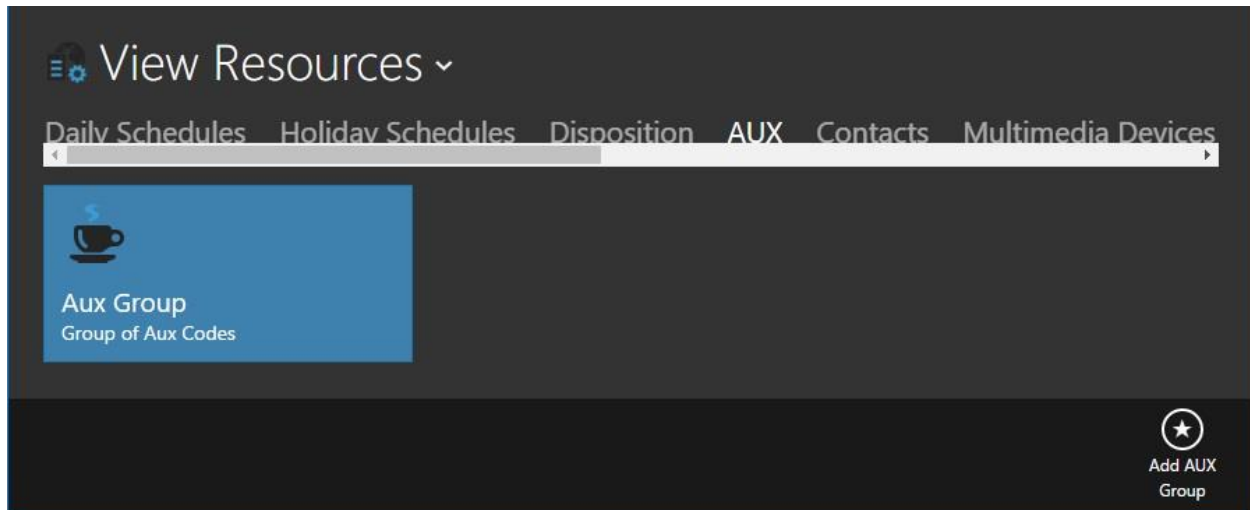 View Resources
Daily Schedules Holiday Schedules Disposition AUX Contacts Multimedia Devices
Aux Group
Group of Aux Codes
Add AUX
Group